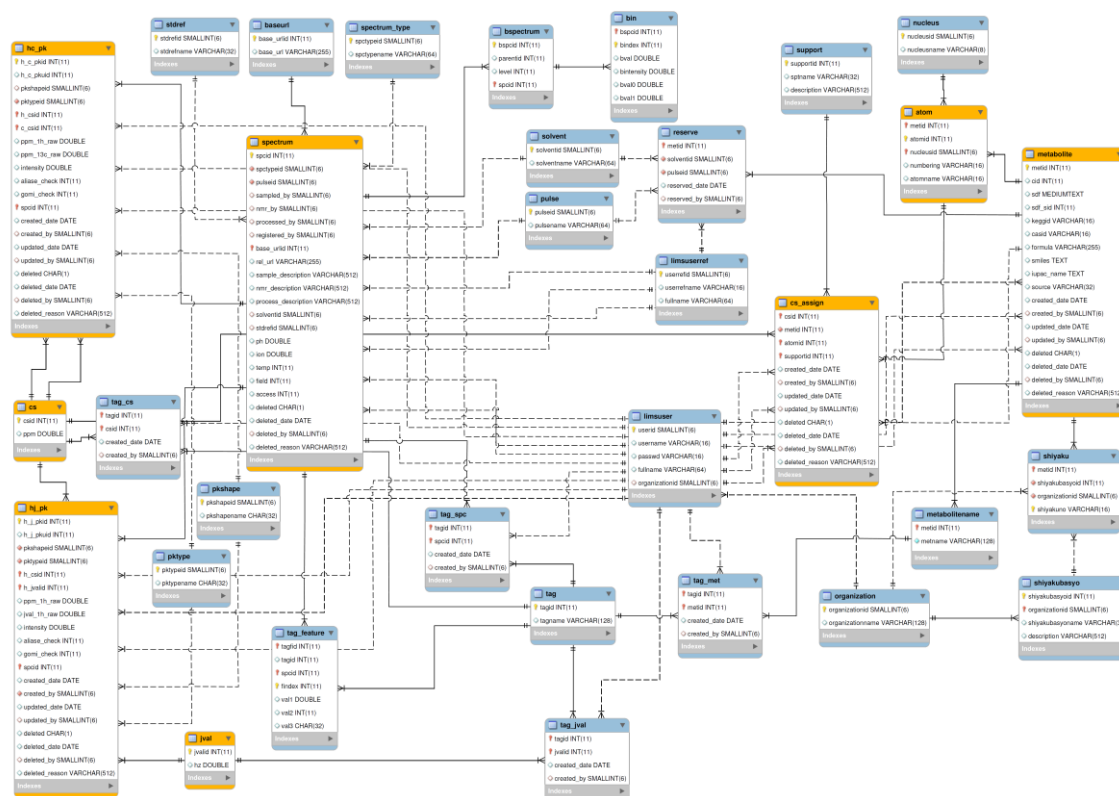 stdref
stdrefid SMALLINT(6)
stdrefname VARCHAR(32)
Indexes
baseurl
base_urlid INT(11)
base_url VARCHAR(255)
Indexes
spectrum_type
spctypeid SMALLINT(6)
spctypename VARCHAR(64)
Indexes
bspectrum
bspcid INT(11)
parentid INT(11)
level INT(11)
spcid INT(11)
Indexes
bin
bspcid INT(11)
bindex INT(11)
bval DOUBLE
bintensity DOUBLE
bval0 DOUBLE
bval1 DOUBLE
Indexes
nucleus
nucleusid SMALLINT(6)
nucleusname VARCHAR(8)
Indexes
support
supportid INT(11)
sptname VARCHAR(32)
description VARCHAR(512)
Indexes
hc_pk
h_c_pkid INT(11)
h_c_pkuid INT(11)
pkshapeid SMALLINT(6)
pktypeid SMALLINT(6)
h_csid INT(11)
c_csid INT(11)
ppm_1h_raw DOUBLE
ppm_13c_raw DOUBLE
intensity DOUBLE
aliase_check INT(11)
gomi_check INT(11)
spcid INT(11)
created_date DATE
created_by SMALLINT(6)
updated_date DATE
updated_by SMALLINT(6)
deleted CHAR(1)
deleted_date DATE
deleted_by SMALLINT(6)
deleted_reason VARCHAR(512)
Indexes
spectrum
spcid INT(11)
spctypeid SMALLINT(6)
pulseid SMALLINT(6)
sampled_by SMALLINT(6)
nmr_by SMALLINT(6)
processed_by SMALLINT(6)
registered_by SMALLINT(6)
base_urlid INT(11)
ral_url VARCHAR(255)
sample_description VARCHAR(512)
nmr_description VARCHAR(512)
process_description VARCHAR(512)
solventid SMALLINT(6)
stdrefid SMALLINT(6)
ph DOUBLE
ion DOUBLE
temp INT(11)
field INT(11)
access INT(11)
deleted CHAR(1)
deleted_date DATE
deleted_by SMALLINT(6)
deleted_reason VARCHAR(512)
Indexes
solvent
solventid SMALLINT(6)
solventname VARCHAR(64)
Indexes
pulse
pulseid SMALLINT(6)
pulsename VARCHAR(64)
Indexes
reserve
metid INT(11)
solventid SMALLINT(6)
pulseid SMALLINT(6)
reserved_date DATE
reserved_by SMALLINT(6)
Indexes
limsuserref
userrefid SMALLINT(6)
userrefname VARCHAR(16)
fullname VARCHAR(64)
Indexes
atom
metid INT(11)
atomid INT(11)
nucleusid SMALLINT(6)
numbering VARCHAR(16)
atomname VARCHAR(16)
Indexes
metabolite
metid INT(11)
cid INT(11)
sdf MEDIUMTEXT
sdf_sid INT(11)
keggid VARCHAR(16)
casid VARCHAR(16)
formula VARCHAR(255)
smiles TEXT
iupec_name TEXT
source VARCHAR(32)
created_date DATE
created_by SMALLINT(6)
updated_date DATE
updated_by SMALLINT(6)
deleted CHAR(1)
deleted_date DATE
deleted_by SMALLINT(6)
deleted_reason VARCHAR(512)
Indexes
cs_assign
csid INT(11)
metid INT(11)
atomid INT(11)
supportid INT(11)
created_date DATE
created_by SMALLINT(6)
updated_date DATE
updated_by SMALLINT(6)
deleted CHAR(1)
deleted_date DATE
deleted_by SMALLINT(6)
deleted_reason VARCHAR(512)
Indexes
cs
csid INT(11)
ppm DOUBLE
Indexes
tag_cs
tagid INT(11)
csid INT(11)
created_date DATE
created_by SMALLINT(6)
Indexes
limsuser
userid SMALLINT(6)
username VARCHAR(16)
passwd VARCHAR(16)
fullname VARCHAR(64)
organizationid SMALLINT(6)
Indexes
shiyaku
metid INT(11)
shiyakubasyoid INT(11)
organizationid SMALLINT(6)
shiyakuno VARCHAR(16)
Indexes
pkshape
pkshapeid SMALLINT(6)
pkshapename CHAR(32)
Indexes
hj_pk
h_j_pkid INT(11)
h_j_pkuid INT(11)
pkshapeid SMALLINT(6)
pktypeid SMALLINT(6)
h_csid INT(11)
h_jvalid INT(11)
ppm_1h_raw DOUBLE
jval_1h_raw DOUBLE
intensity DOUBLE
aliase_check INT(11)
gomi_check INT(11)
spcid INT(11)
created_date DATE
created_by SMALLINT(6)
updated_date DATE
updated_by SMALLINT(6)
deleted CHAR(1)
deleted_date DATE
deleted_by SMALLINT(6)
deleted_reason VARCHAR(512)
Indexes
pktype
pktypeid SMALLINT(6)
pktypename CHAR(32)
Indexes
tag_spc
tagid INT(11)
spcid INT(11)
created_date DATE
created_by SMALLINT(6)
Indexes
metabolitename
metid INT(11)
metname VARCHAR(128)
Indexes
tag
tagid INT(11)
tagname VARCHAR(128)
Indexes
tag_met
tagid INT(11)
metid INT(11)
created_date DATE
created_by SMALLINT(6)
Indexes
organization
organizationid SMALLINT(6)
organizationname VARCHAR(128)
Indexes
shiyakubasyo
shiyakubasyoid INT(11)
organizationid SMALLINT(6)
shiyakubasyoname VARCHAR(
description VARCHAR(512)
Indexes
tag_feature
tagfid INT(11)
tagid INT(11)
spcid INT(11)
findex INT(11)
val1 DOUBLE
val2 INT(11)
val3 CHAR(32)
Indexes
jval
jvalid INT(11)
hz DOUBLE
Indexes
tag_jval
tagid INT(11)
jvalid INT(11)
created_date DATE
created_by SMALLINT(6)
Indexes